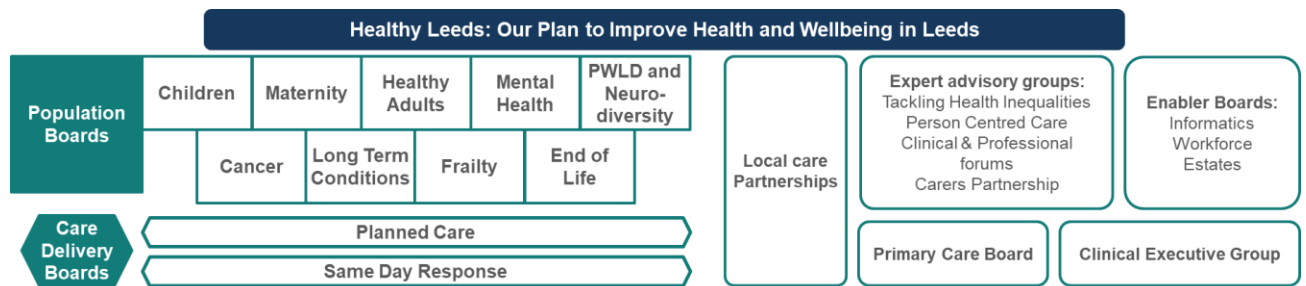 Healthy Leeds: Our Plan to Improve Health and Wellbeing in Leeds
Population
Boards
Children
Maternity
Healthy
Adults
Mental
Health
PWLD and
Neuro-
diversity
Cancer
Long Term
Conditions
Frailty
End of
Life
Care
Delivery
Boards
Planned Care
Same Day Response
Local care
Partnerships
Expert advisory groups:
Tackling Health Inequalities
Person Centred Care
Clinical & Professional
forums
Carers Partnership
Enabler Boards:
Informatics
Workforce
Estates
Primary Care Board
Clinical Executive Group